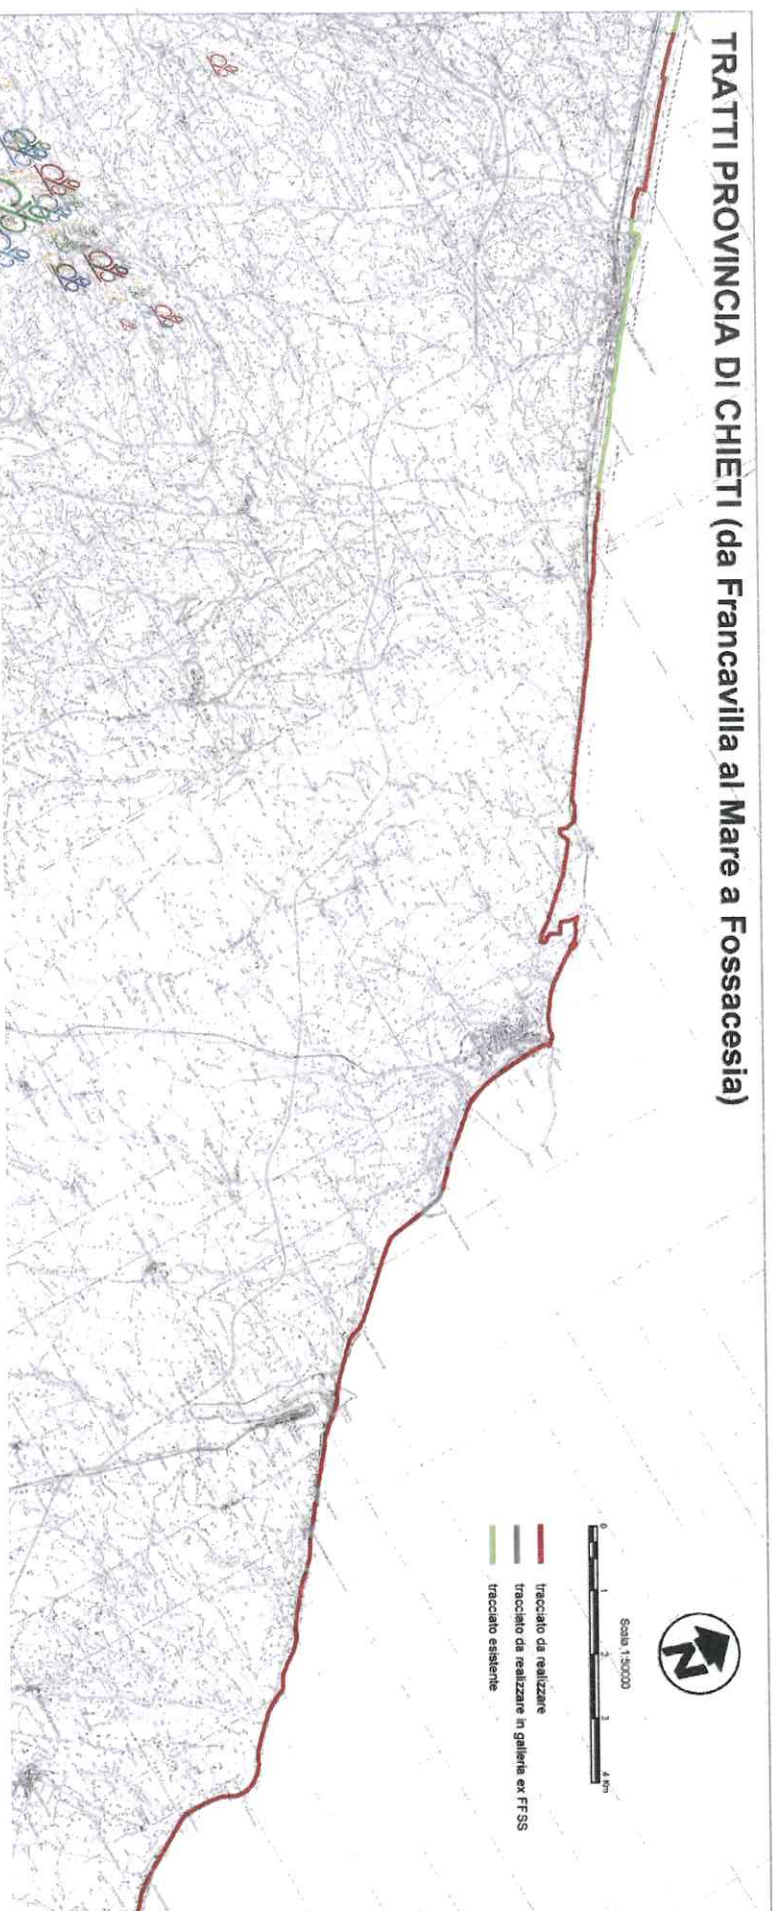 TRATTI PROVINCIA DI CHIETI (da Francavilla al Mare a Fossacesia)
N
Scala 1:50000
0 1 2 3 4 Km
tracciato da realizzare
tracciato da realizzare in galleria ex FFSS
tracciato esistente